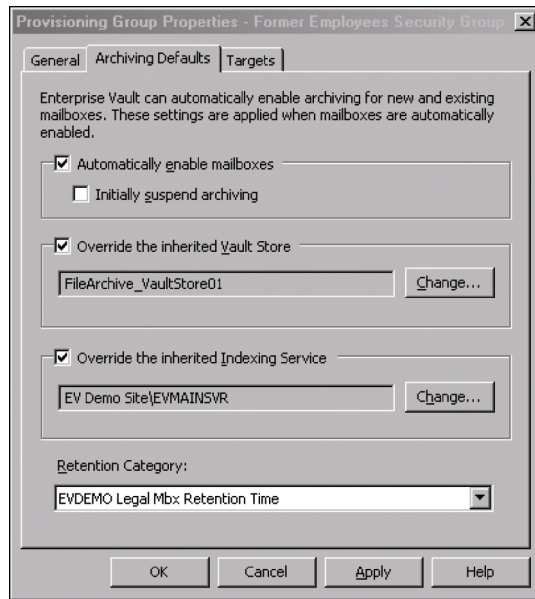 Provisioning Group Properties - Former Employees Security Group
General
Archiving Defaults
Targets
Enterprise Vault can automatically enable archiving for new and existing
mailboxes. These settings are applied when mailboxes are automatically
enabled.
Automatically enable mailboxes
Initially suspend archiving
Override the inherited Vault Store
FileArchive_VaultStore01
Change...
Override the inherited Indexing Service
EV Demo Site\EVMAINSVR
Change...
Retention Category:
EVDEMO Legal Mbx Retention Time
OK
Cancel
Apply
Help